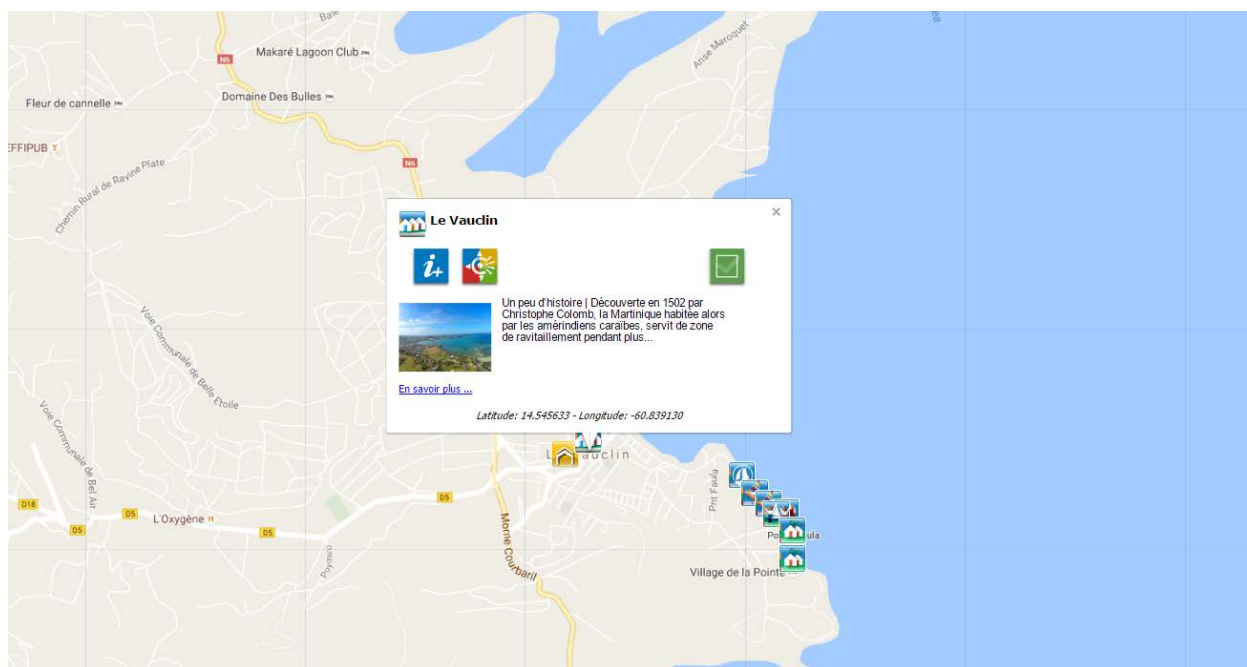 Makaré Lagoon Club
N6
Anse Maroquet
Domaine Des Bulles
Fleur de cannelle
EFFIPUB
N6
Chemin Rural de Ravine Plate
Le Vauclin
i+
Un peu d'histoire | Découverte en 1502 par
Christophe Colomb, la Martinique habitée alors
par les amérindiens caraïbes, servit de zone
de ravitaillement pendant plus...
En savoir plus ...
Latitude: 14.545633 - Longitude: -60.839130
Voie Communale de Belle Etoile
Voie Communale de Bel Air
auclin
Pnt Faula
D5
D18
D5
L'Oxygène
D5
D5
Morne Courbaril
Poymiro
ula
Village de la Pointe